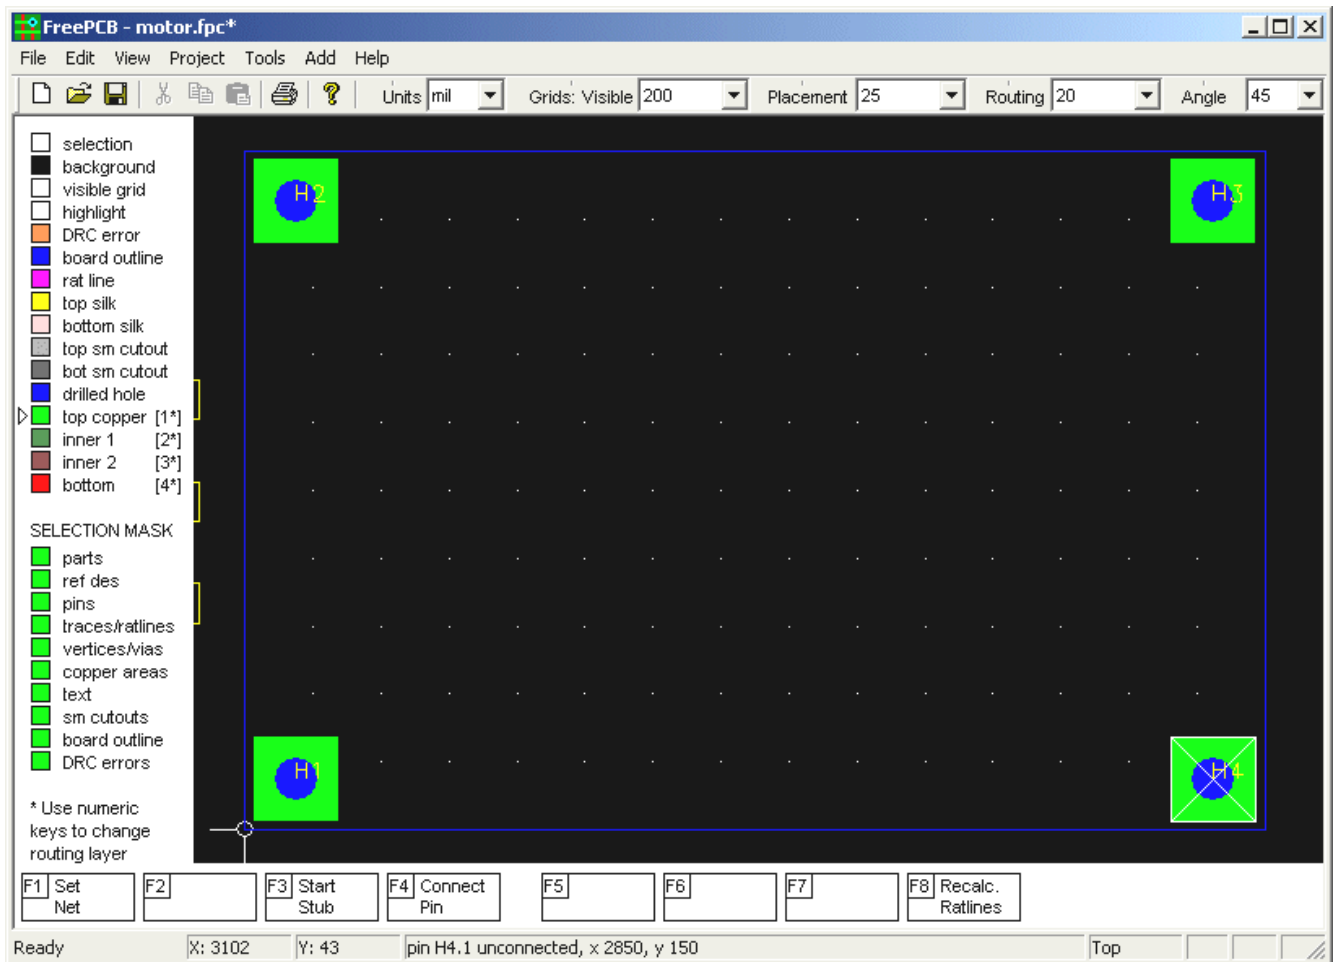 FreePCB - motor.fpc*
File Edit View Project Tools Add Help
Units mil Grids: Visible 200 Placement 25 Routing 20 Angle 45
selection
background
visible grid
highlight
DRC error
board outline
rat line
top silk
bottom silk
top sm cutout
bot sm cutout
drilled hole
top copper [1*]
inner 1 [2*]
inner 2 [3*]
bottom [4*]
SELECTION MASK
parts
ref des
pins
traces/ratlines
vertices/vias
copper areas
text
sm cutouts
board outline
DRC errors
* Use numeric
keys to change
routing layer
H2
H3
H1
H4
F1 Set Net
F2
F3 Start Stub
F4 Connect Pin
F5
F6
F7
F8 Recalc. Ratlines
Ready X: 3102 Y: 43 pin H4.1 unconnected, x 2850, y 150 Top